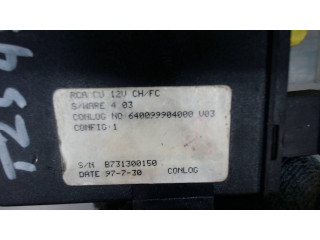 RCA CV 12V CH/FC
S/WARE 4.03
CONLOG NO:640099904000 V03
CONFIG:1
S/N B731300150
DATE 97-7-30 CONLOG